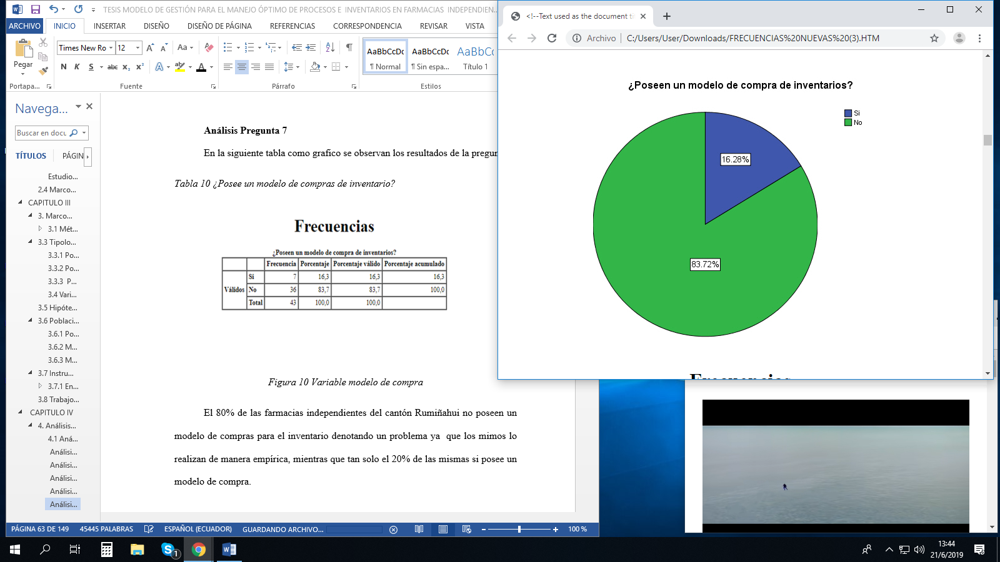 TESIS MODELO DE GESTIÓN PARA EL MANEJO ÓPTIMO DE PROCESOS E INVENTARIOS EN FARMACIAS INDEPENDIEN...
ARCHIVO INICIO INSERTAR DISEÑO DISEÑO DE PÁGINA REFERENCIAS CORRESPONDENCIA REVISAR VISTA
Pegar
Times New Ro 12
N K S abc x₂ x²
AaBbCcDc AaBbCcDc AaBbCc
¶ Normal ¶ Sin espa... Título 1
Portapa... Fuente Párrafo Estilos
Navega...
Buscar en docu
TÍTULOS PÁGIN
Estudio...
2.4 Marco...
CAPITULO III
3. Marco...
3.1 Mét...
3.3 Tipolo...
3.3.1 Po...
3.3.2 Po...
3.3.3 P...
3.4 Vari...
3.5 Hipóte...
3.6 Poblaci...
3.6.1 Po...
3.6.2 M...
3.6.3 M...
3.7 Instru...
3.7.1 En...
3.8 Trabajo...
CAPITULO IV
4. Análisis...
4.1 Aná...
Análisi...
Análisi...
Análisi...
Análisi...
Análisi...
Análisis Pregunta 7
En la siguiente tabla como grafico se observan los resultados de la pregun
Tabla 10 ¿Posee un modelo de compras de inventario?
Frecuencias
¿Poseen un modelo de compra de inventarios?
Frecuencia Porcentaje Porcentaje válido Porcentaje acumulado
Válidos Si 7 16,3 16,3 16,3
No 36 83,7 83,7 100,0
Total 43 100,0 100,0
Figura 10 Variable modelo de compra
El 80% de las farmacias independientes del cantón Rumiñahui no poseen un
modelo de compras para el inventario denotando un problema ya que los mimos lo
realizan de manera empírica, mientras que tan solo el 20% de las mismas si posee un
modelo de compra.
PÁGINA 63 DE 149 45445 PALABRAS ESPAÑOL (ECUADOR) GUARDANDO ARCHIVO... 100 %
<!--Text used as the document ti
Archivo C:/Users/User/Downloads/FRECUENCIAS%20NUEVAS%20(3).HTM
¿Poseen un modelo de compra de inventarios?
Si
No
16.28%
83.72%
Frecuencias
1
13:44
21/6/2019